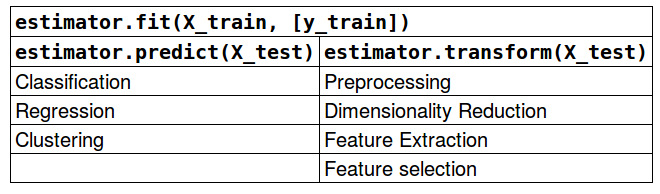 estimator.fit(X_train, [y_train])
estimator.predict(X_test) estimator.transform(X_test)
Classification Preprocessing
Regression Dimensionality Reduction
Clustering Feature Extraction
Feature selection